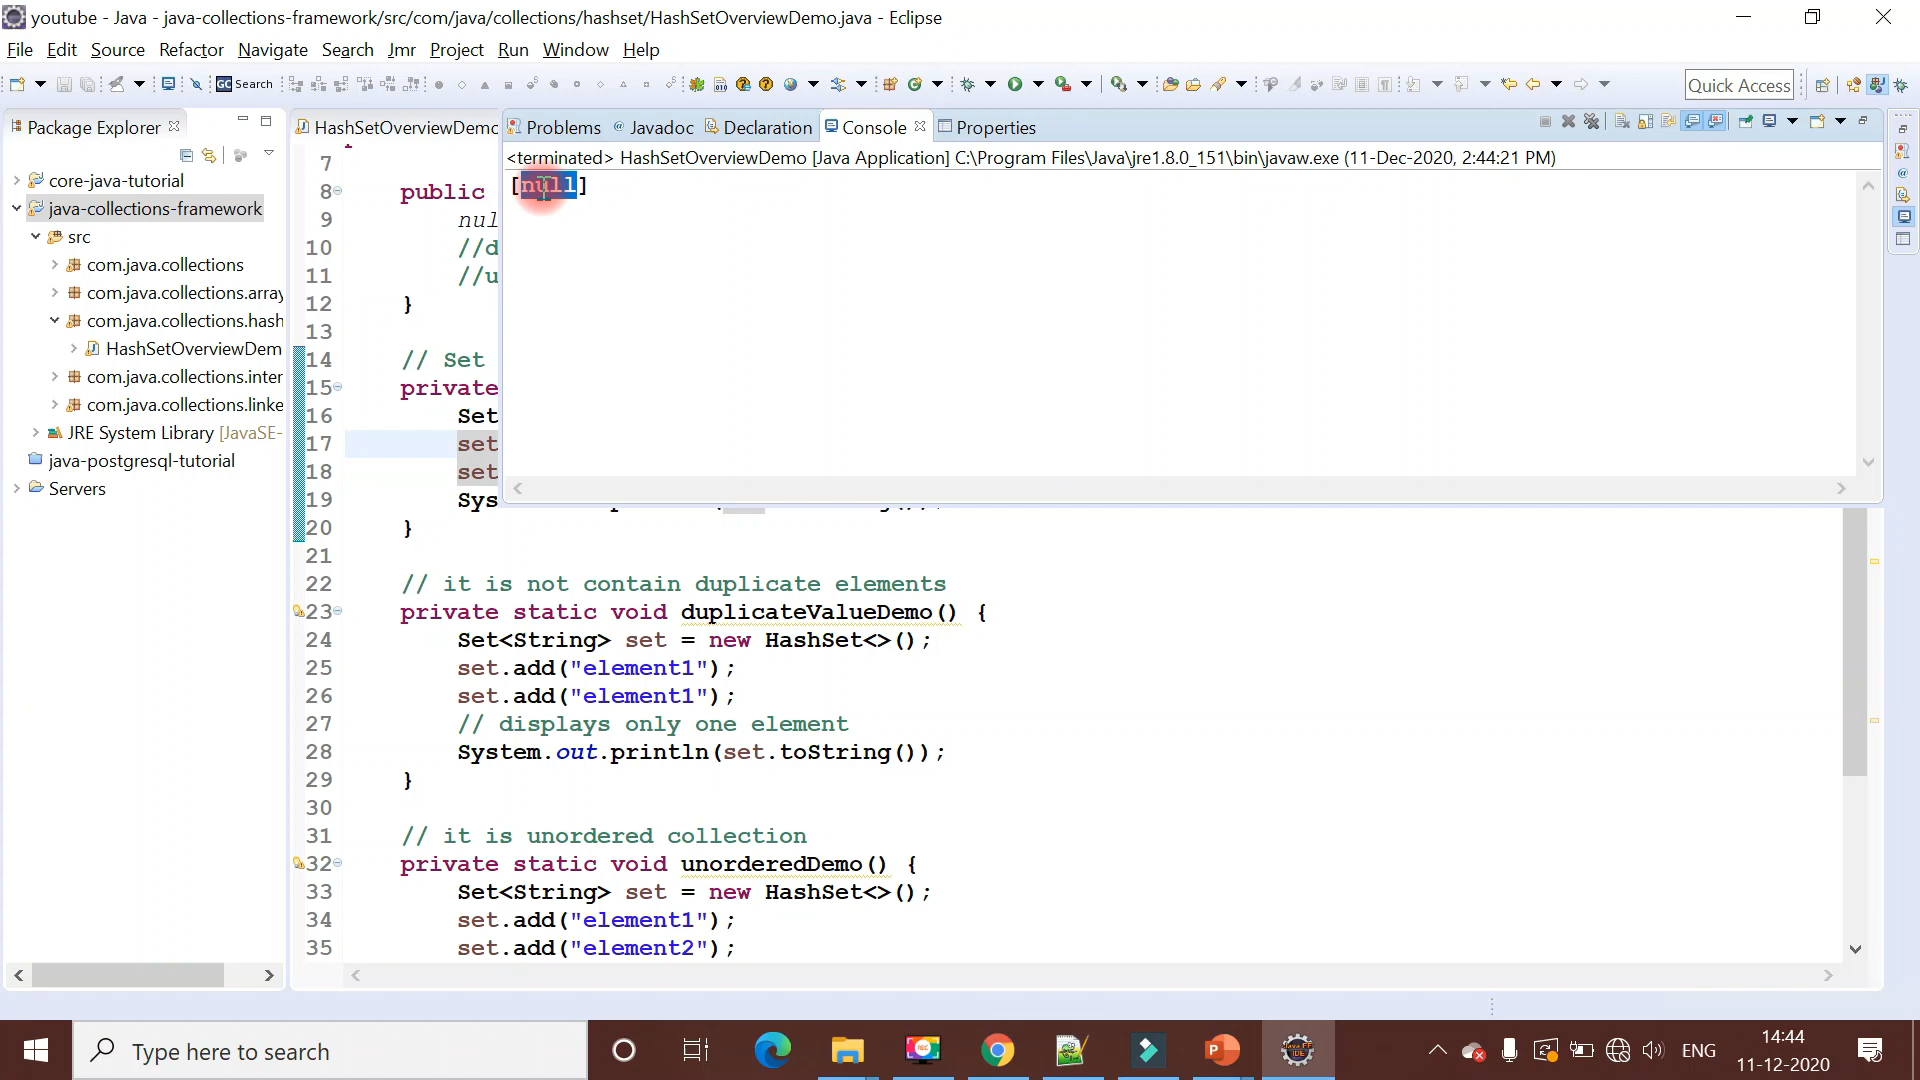 youtube - Java - java-collections-framework/src/com/java/collections/hashset/HashSetOverviewDemo.java - Eclipse
File Edit Source Refactor Navigate Search Jmr Project Run Window Help
GC Search
Quick Access
Package Explorer
core-java-tutorial
java-collections-framework
src
com.java.collections
com.java.collections.array
com.java.collections.hash
HashSetOverviewDem
com.java.collections.inter
com.java.collections.linke
JRE System Library [JavaSE-
java-postgresql-tutorial
Servers
HashSetOverviewDemo
Problems @ Javadoc Declaration Console Properties
<terminated> HashSetOverviewDemo [Java Application] C:\Program Files\Java\jre1.8.0_151\bin\javaw.exe (11-Dec-2020, 2:44:21 PM)
[null]
7
8 public
9 nul
10 //d
11 //u
12 }
13
14 // Set
15 private
16 Set
17 set
18 set
19 Sys
20 }
21
22 // it is not contain duplicate elements
23 private static void duplicateValueDemo() {
24 Set<String> set = new HashSet<>();
25 set.add("element1");
26 set.add("element1");
27 // displays only one element
28 System.out.println(set.toString());
29 }
30
31 // it is unordered collection
32 private static void unorderedDemo() {
33 Set<String> set = new HashSet<>();
34 set.add("element1");
35 set.add("element2");
Type here to search
ENG
14:44
11-12-2020